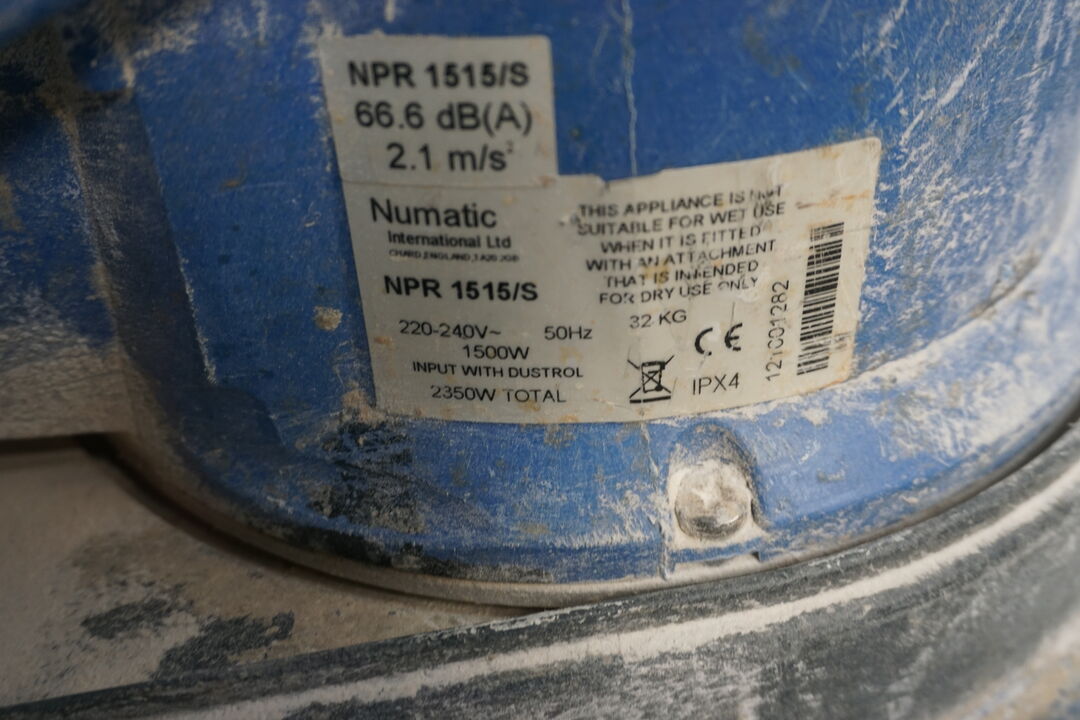 NPR 1515/S
66.6 dB(A)
2.1 m/s²
Numatic
International Ltd
CHARD, ENGLAND, TA20 2GB
NPR 1515/S
220-240V~ 50Hz
1500W
INPUT WITH DUSTROL
2350W TOTAL
THIS APPLIANCE IS NOT
SUITABLE FOR WET USE
WHEN IT IS FITTED
WITH AN ATTACHMENT
THAT IS INTENDED
FOR DRY USE ONLY
32 KG
CE
IPX4